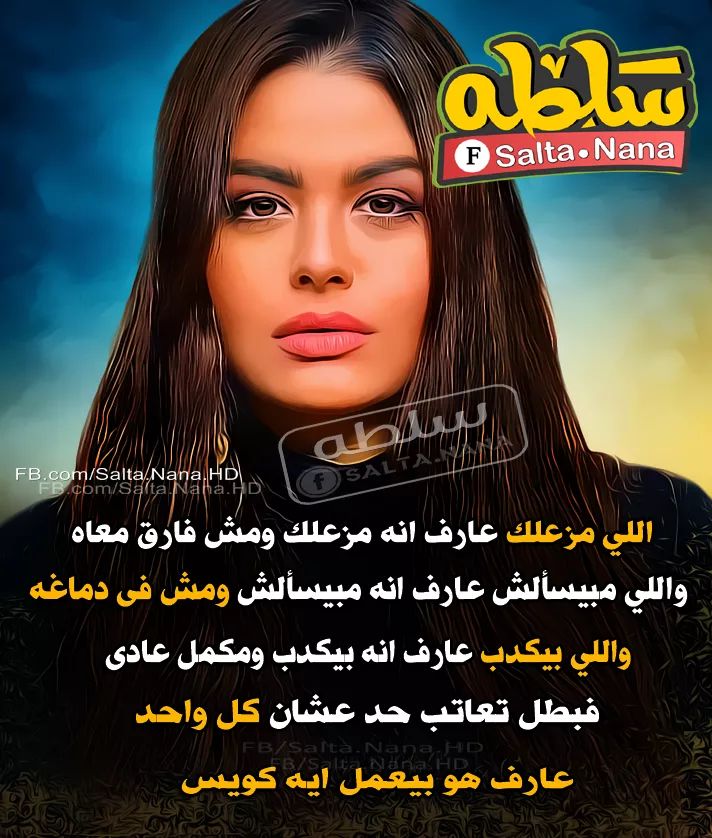 سلطه
F Salta.Nana
سلطه
f SALTA.NANA
FB.com/Salta.Nana.HD
FB.com/Salta.Nana.HD
اللي مزعلك عارف انه مزعلك ومش فارق معاه
واللي مبيسألش عارف انه مبيسألش ومش فى دماغه
واللي بيكدب عارف انه بيكدب ومكمل عادى
فبطل تعاتب حد عشان كل واحد
FB/Salta.Nana.HD
FB/Salta.Nana.HD
عارف هو بيعمل ايه كويس